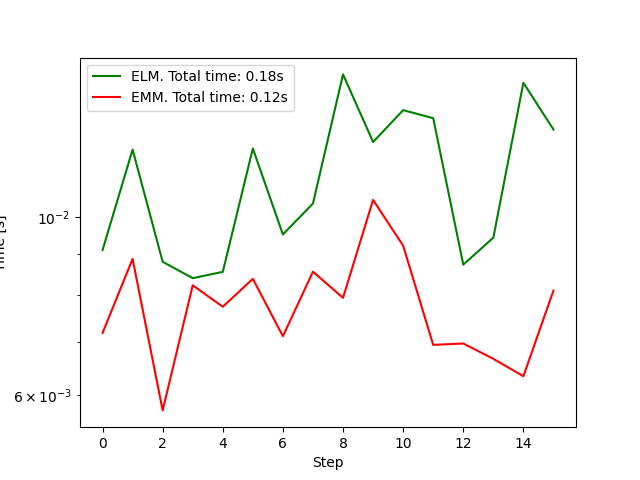 ELM. Total time: 0.18s
EMM. Total time: 0.12s
10⁻²
6 × 10⁻³
0 2 4 6 8 10 12 14
Step
[s]